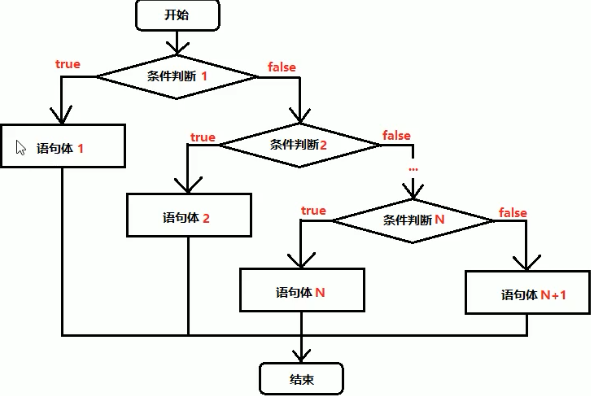 开始
true
条件判断 1
false
语句体 1
true
条件判断2
false
...
语句体 2
true
条件判断 N
false
语句体 N
语句体 N+1
结束